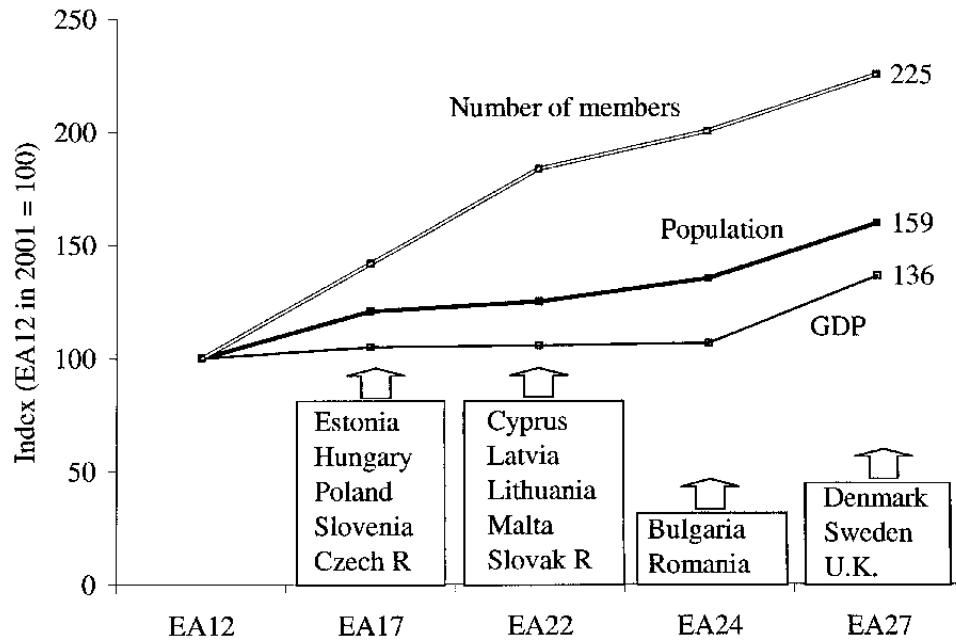 250
200
150
100
50
0
Index (EA12 in 2001 = 100)
Number of members
225
Population
159
136
GDP
Estonia
Hungary
Poland
Slovenia
Czech R
Cyprus
Latvia
Lithuania
Malta
Slovak R
Bulgaria
Romania
Denmark
Sweden
U.K.
EA12
EA17
EA22
EA24
EA27